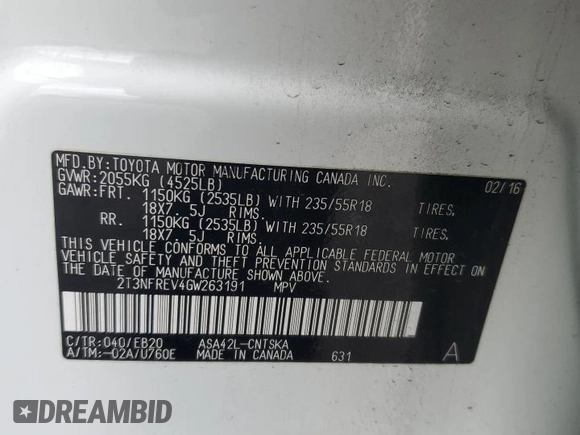 MFD.BY:TOYOTA MOTOR MANUFACTURING CANADA INC. 02/16
GVWR:2055KG (4525LB)
GAWR:FRT. 1150KG (2535LB) WITH 235/55R18 TIRES.
18X7.5J RIMS.
RR. 1150KG (2535LB) WITH 235/55R18 TIRES.
18X7.5J RIMS.
THIS VEHICLE CONFORMS TO ALL APPLICABLE FEDERAL MOTOR
VEHICLE SAFETY AND THEFT PREVENTION STANDARDS IN EFFECT ON
THE DATE OF MANUFACTURE SHOWN ABOVE.
2T3NFREV4GW263191 MPV
C/TR:040/EB20 ASA42L-CNTSKA
A/TM:-02A/U760E MADE IN CANADA 631 A
DREAMBID